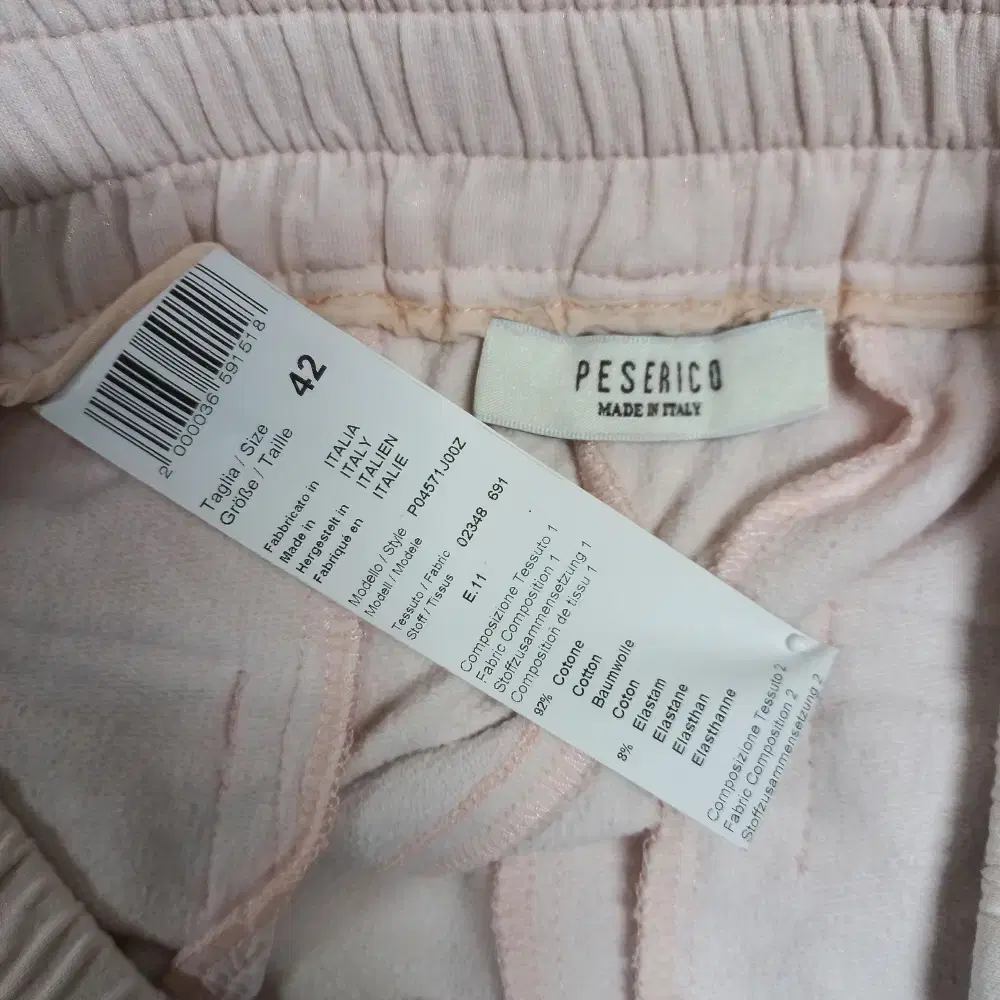 PESERICO
MADE IN ITALY
2 000036 591518
Taglia / Size
Größe / Taille
42
Fabbricato in ITALIA
Made in ITALY
Hergestelt in ITALIEN
Fabriqué en ITALIE
Modello / Style
Modell / Modele
P04571J00Z
Tessuto / Fabric
Stoff / Tissus
02348 691
E.11
Composizione Tessuto 1
Fabric Composition 1
Stoffzusammensetzung 1
Composition de tissu 1
92% Cotone
Cotton
Baumwolle
Coton
8% Elastam
Elastane
Elasthan
Elasthanne
Composizione Tessuto 2
Fabric Composition 2
Stoffzusammensetzung 2